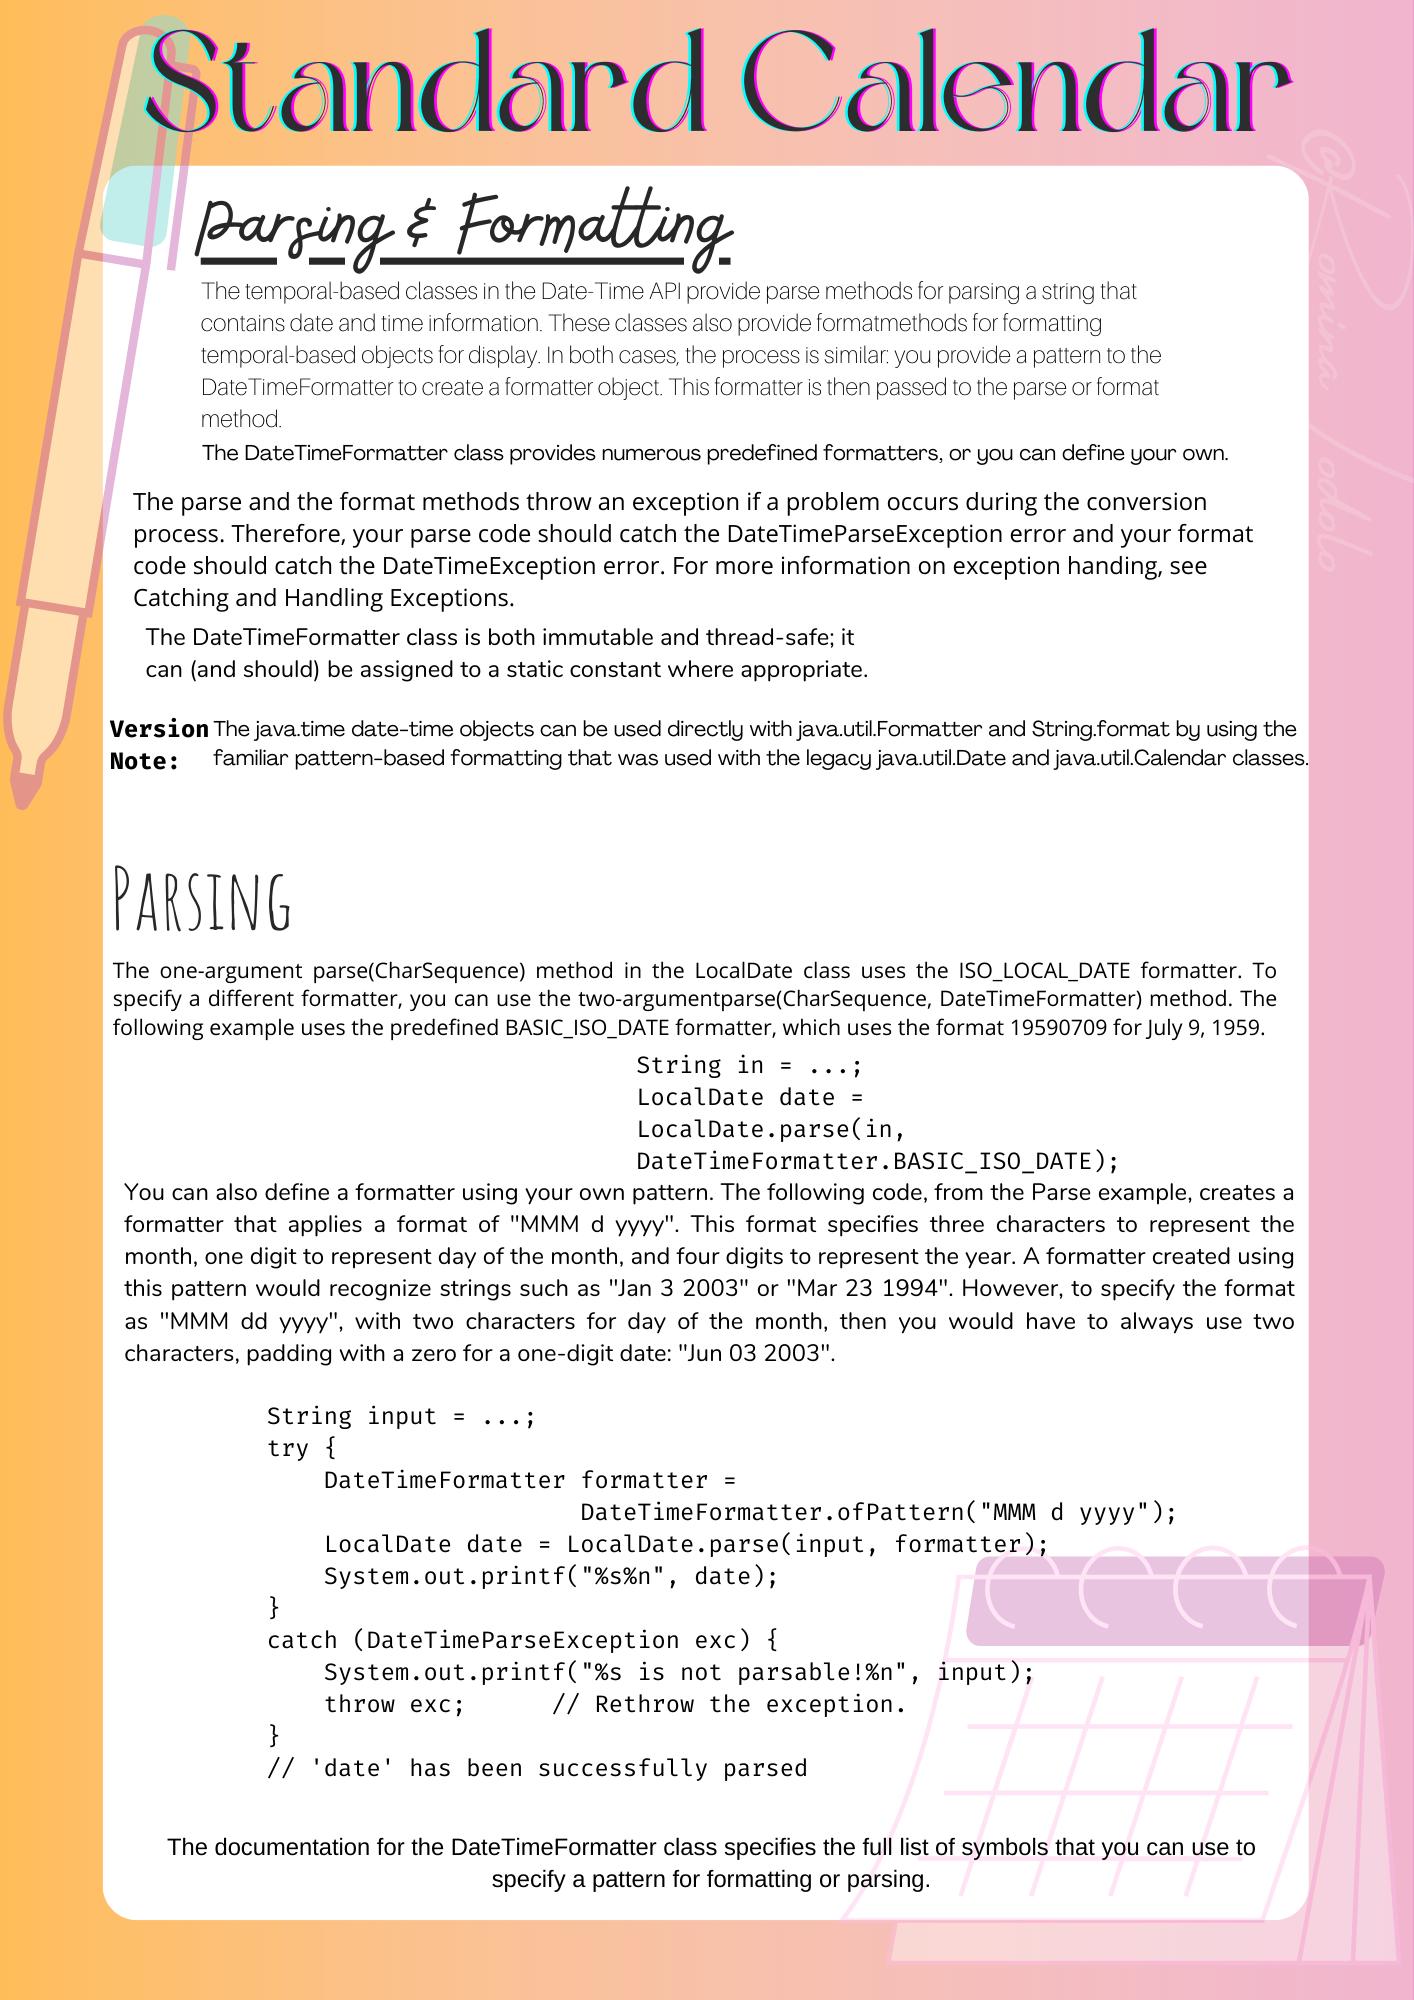 Standard Calendar
Parsing & Formatting
The temporal-based classes in the Date-Time API provide parse methods for parsing a string that
contains date and time information. These classes also provide formatmethods for formatting
temporal-based objects for display. In both cases, the process is similar: you provide a pattern to the
DateTimeFormatter to create a formatter object. This formatter is then passed to the parse or format
method.
The DateTimeFormatter class provides numerous predefined formatters, or you can define your own.
The parse and the format methods throw an exception if a problem occurs during the conversion
process. Therefore, your parse code should catch the DateTimeParseException error and your format
code should catch the DateTimeException error. For more information on exception handing, see
Catching and Handling Exceptions.
The DateTimeFormatter class is both immutable and thread-safe; it
can (and should) be assigned to a static constant where appropriate.
Version Note:
The java.time date-time objects can be used directly with java.util.Formatter and String.format by using the
familiar pattern-based formatting that was used with the legacy java.util.Date and java.util.Calendar classes.
Parsing
The one-argument parse(CharSequence) method in the LocalDate class uses the ISO_LOCAL_DATE formatter. To
specify a different formatter, you can use the two-argumentparse(CharSequence, DateTimeFormatter) method. The
following example uses the predefined BASIC_ISO_DATE formatter, which uses the format 19590709 for July 9, 1959.
String in = ...;
LocalDate date =
LocalDate.parse(in,
DateTimeFormatter.BASIC_ISO_DATE);
You can also define a formatter using your own pattern. The following code, from the Parse example, creates a
formatter that applies a format of "MMM d yyyy". This format specifies three characters to represent the
month, one digit to represent day of the month, and four digits to represent the year. A formatter created using
this pattern would recognize strings such as "Jan 3 2003" or "Mar 23 1994". However, to specify the format
as "MMM dd yyyy", with two characters for day of the month, then you would have to always use two
characters, padding with a zero for a one-digit date: "Jun 03 2003".
String input = ...;
try {
    DateTimeFormatter formatter =
                      DateTimeFormatter.ofPattern("MMM d yyyy");
    LocalDate date = LocalDate.parse(input, formatter);
    System.out.printf("%s%n", date);
}
catch (DateTimeParseException exc) {
    System.out.printf("%s is not parsable!%n", input);
    throw exc;      // Rethrow the exception.
}
// 'date' has been successfully parsed
The documentation for the DateTimeFormatter class specifies the full list of symbols that you can use to
specify a pattern for formatting or parsing.
@Romina Iodolo